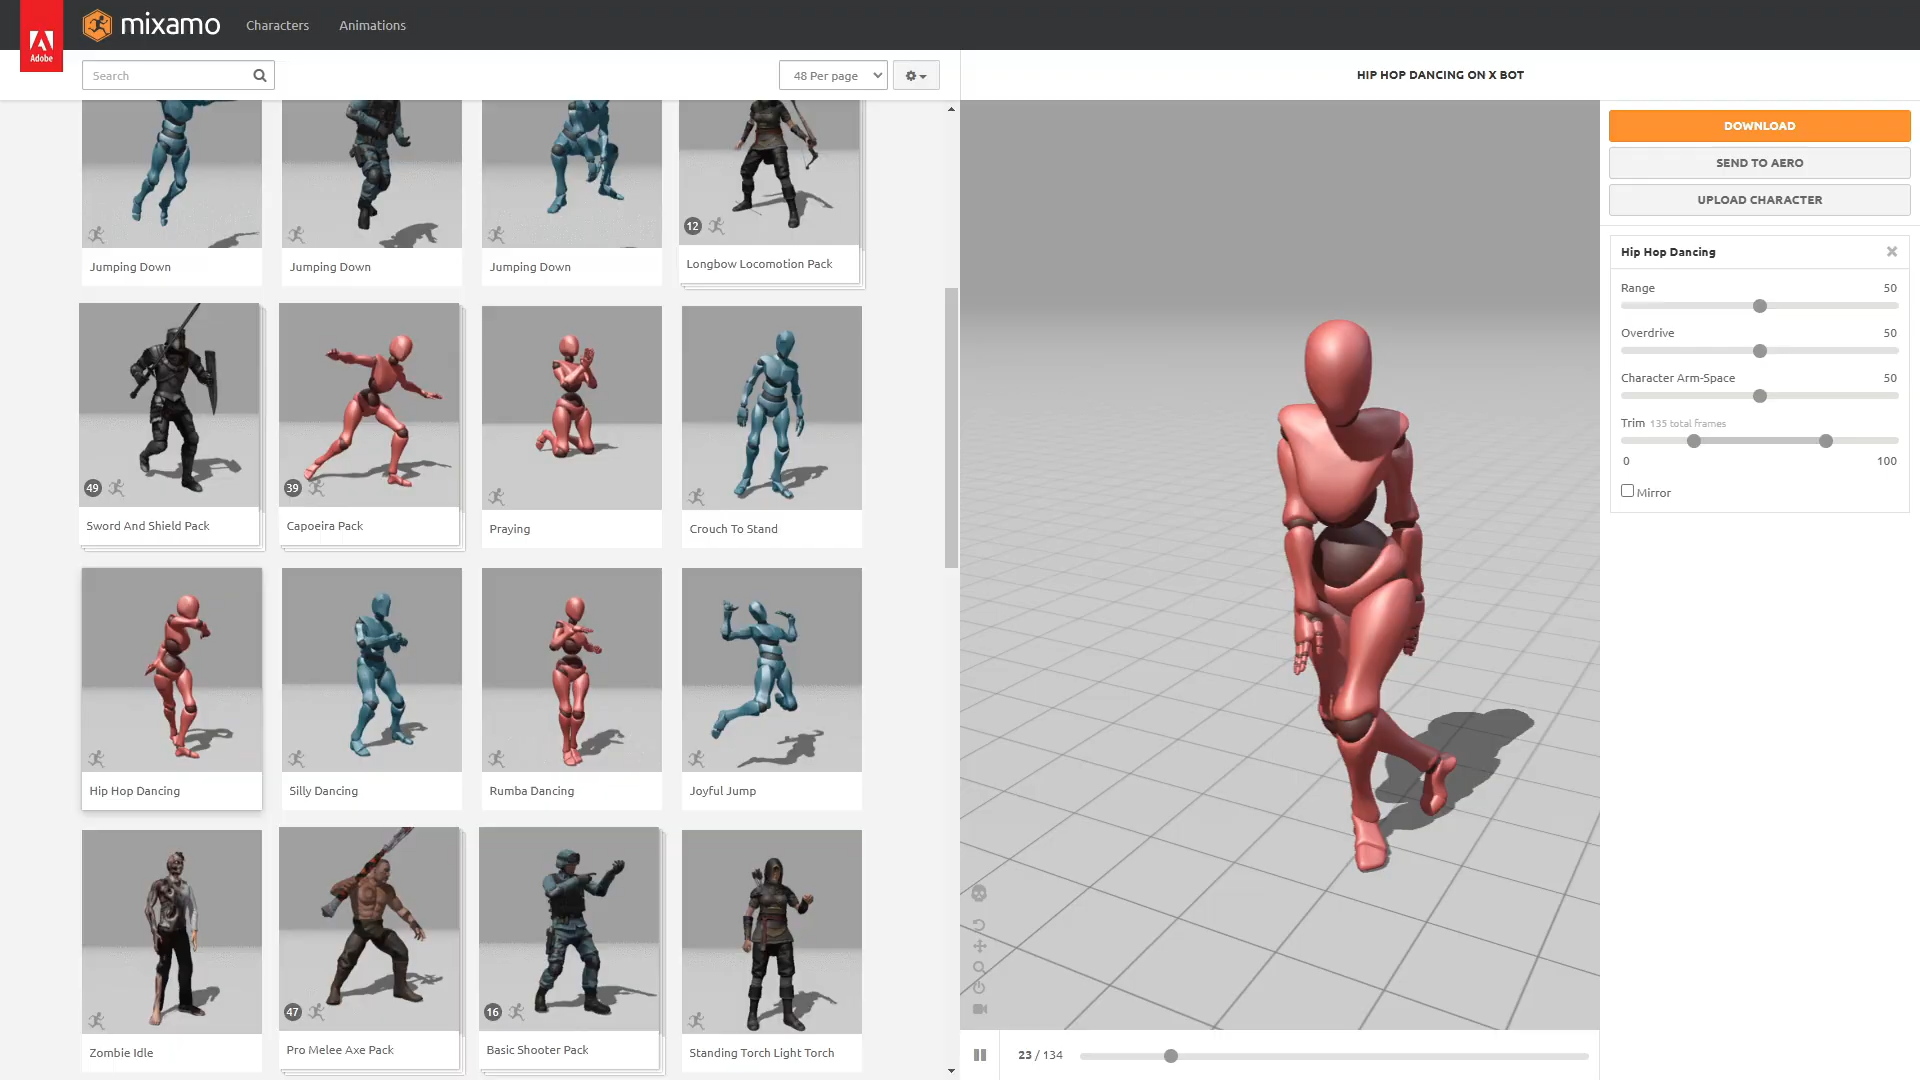 Adobe
mixamo
Characters
Animations
Search
48 Per page
HIP HOP DANCING ON X BOT
Jumping Down
Jumping Down
Jumping Down
12
Longbow Locomotion Pack
49
Sword And Shield Pack
39
Capoeira Pack
Praying
Crouch To Stand
Hip Hop Dancing
Silly Dancing
Rumba Dancing
Joyful Jump
Zombie Idle
47
Pro Melee Axe Pack
16
Basic Shooter Pack
Standing Torch Light Torch
23 / 134
DOWNLOAD
SEND TO AERO
UPLOAD CHARACTER
Hip Hop Dancing
Range 50
Overdrive 50
Character Arm-Space 50
Trim 135 total frames
0 100
Mirror